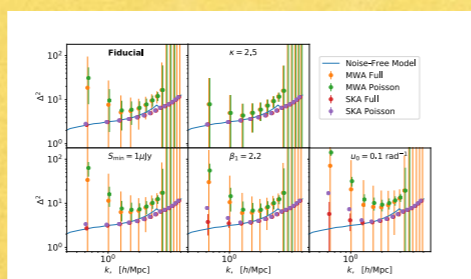 Fiducial
κ = 2.5
Noise-Free Model
MWA Full
MWA Poisson
SKA Full
SKA Poisson
Δ²
10²
10¹
10⁰
S_min = 1μJy
β₁ = 2.2
u₀ = 0.1 rad⁻¹
Δ²
10²
10¹
10⁰
10⁰
10⁰
10⁰
k, [h/Mpc]
k, [h/Mpc]
k, [h/Mpc]